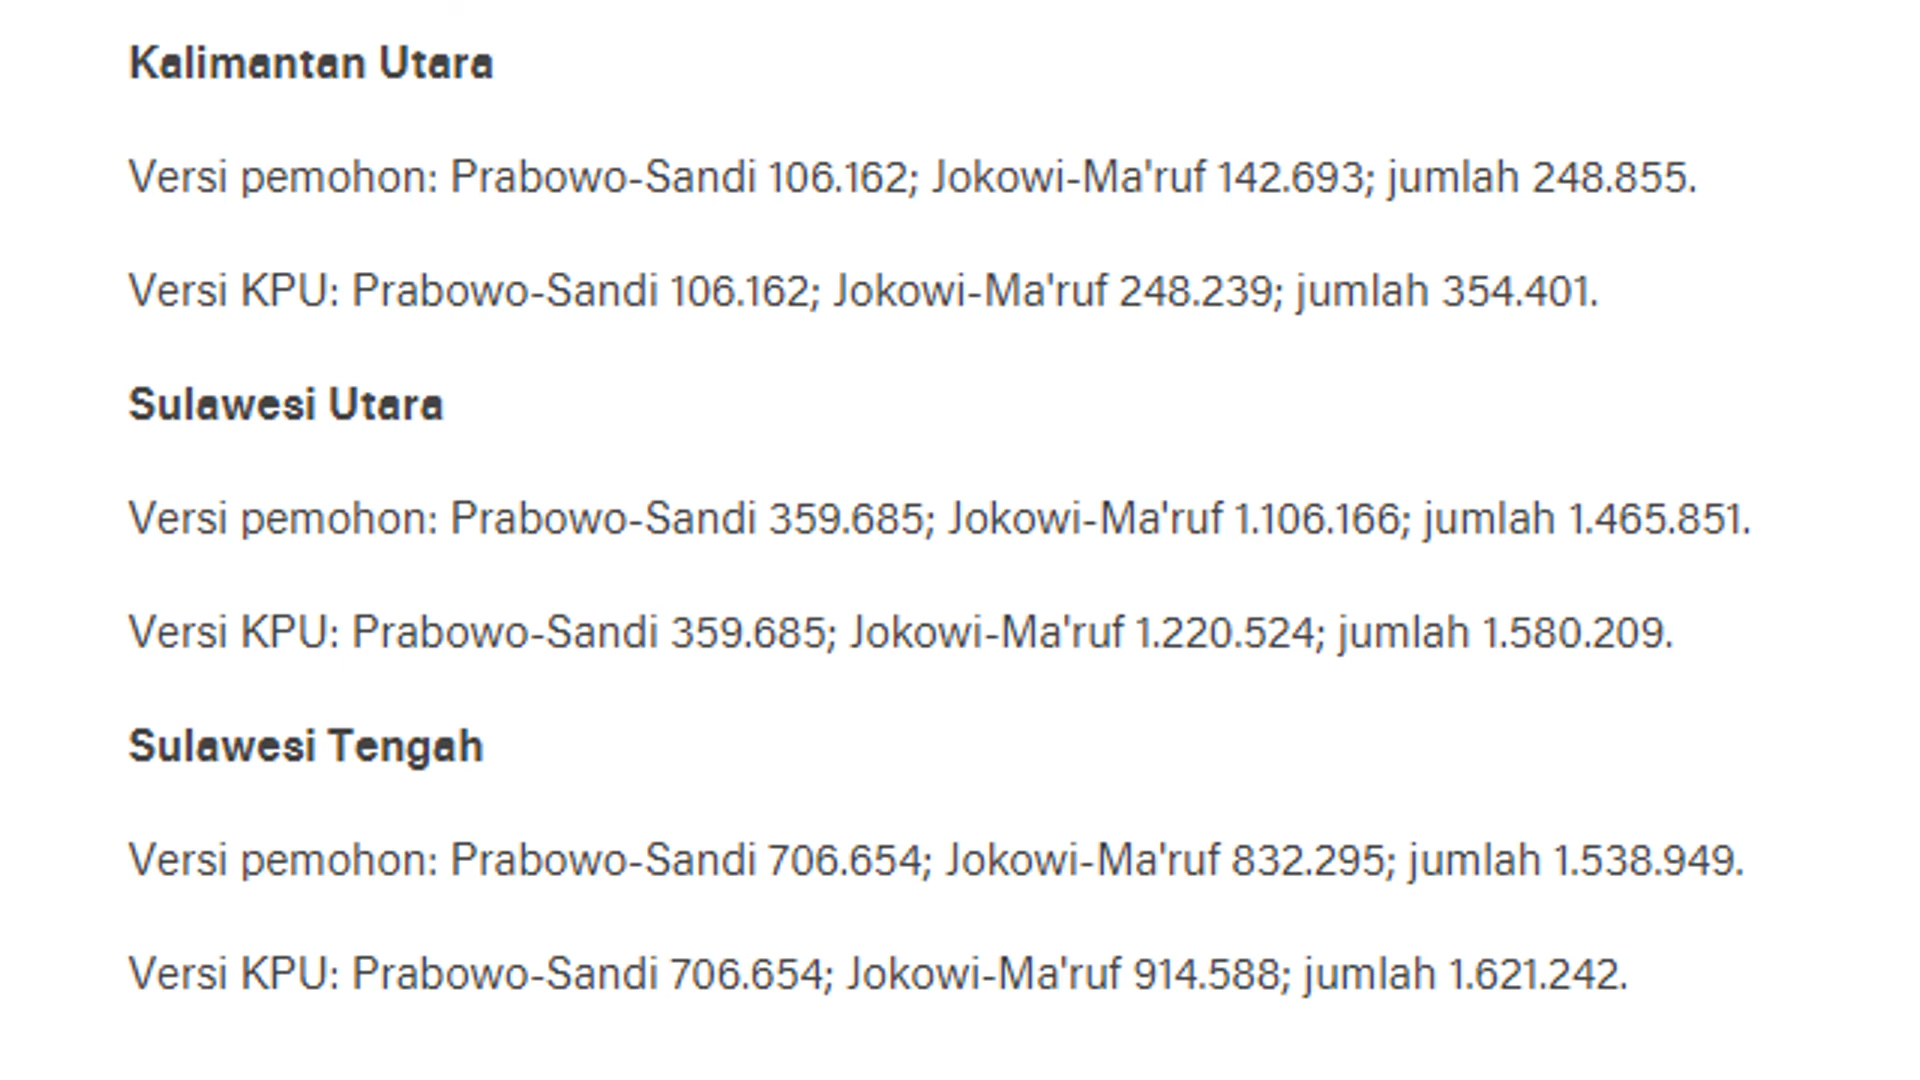 Kalimantan Utara
Versi pemohon: Prabowo-Sandi 106.162; Jokowi-Ma'ruf 142.693; jumlah 248.855.
Versi KPU: Prabowo-Sandi 106.162; Jokowi-Ma'ruf 248.239; jumlah 354.401.
Sulawesi Utara
Versi pemohon: Prabowo-Sandi 359.685; Jokowi-Ma'ruf 1.106.166; jumlah 1.465.851.
Versi KPU: Prabowo-Sandi 359.685; Jokowi-Ma'ruf 1.220.524; jumlah 1.580.209.
Sulawesi Tengah
Versi pemohon: Prabowo-Sandi 706.654; Jokowi-Ma'ruf 832.295; jumlah 1.538.949.
Versi KPU: Prabowo-Sandi 706.654; Jokowi-Ma'ruf 914.588; jumlah 1.621.242.